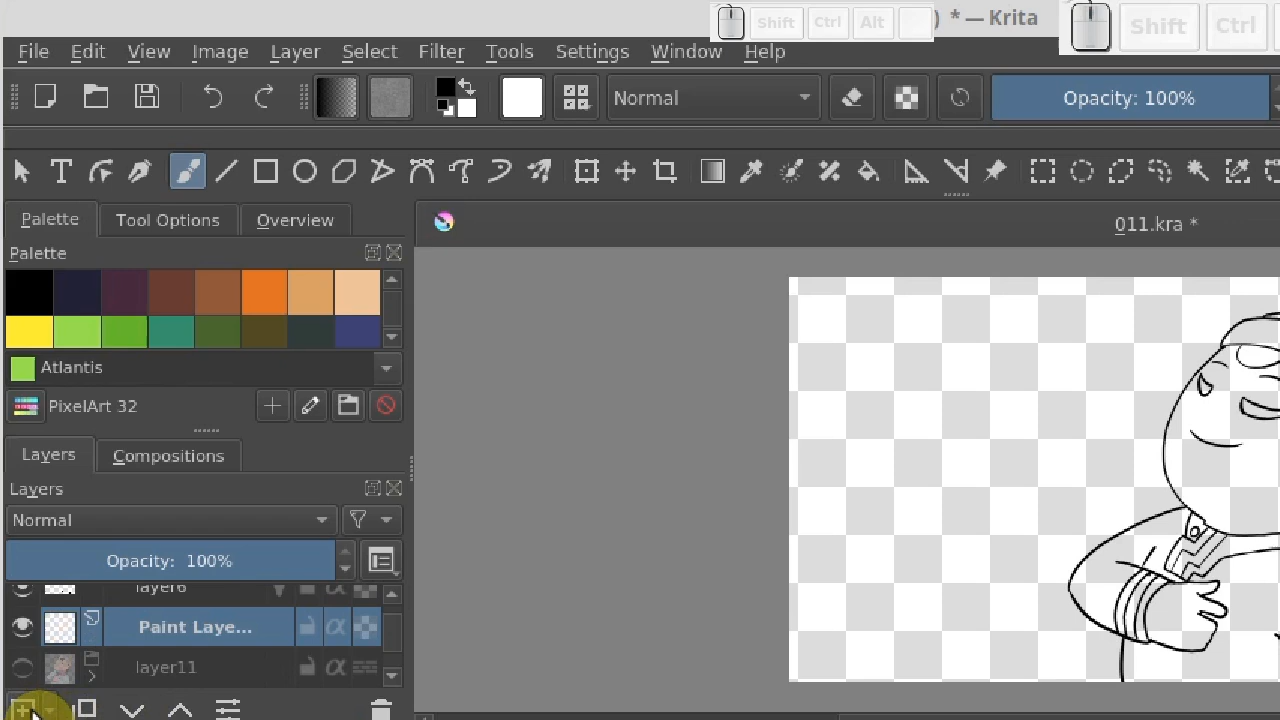 Shift Ctrl Alt ) * — Krita Shift Ctrl
File Edit View Image Layer Select Filter Tools Settings Window Help
Normal Opacity: 100%
Palette Tool Options Overview
011.kra *
Palette
Atlantis
PixelArt 32
Layers Compositions
Layers
Normal
Opacity: 100%
layer6
Paint Laye...
layer11